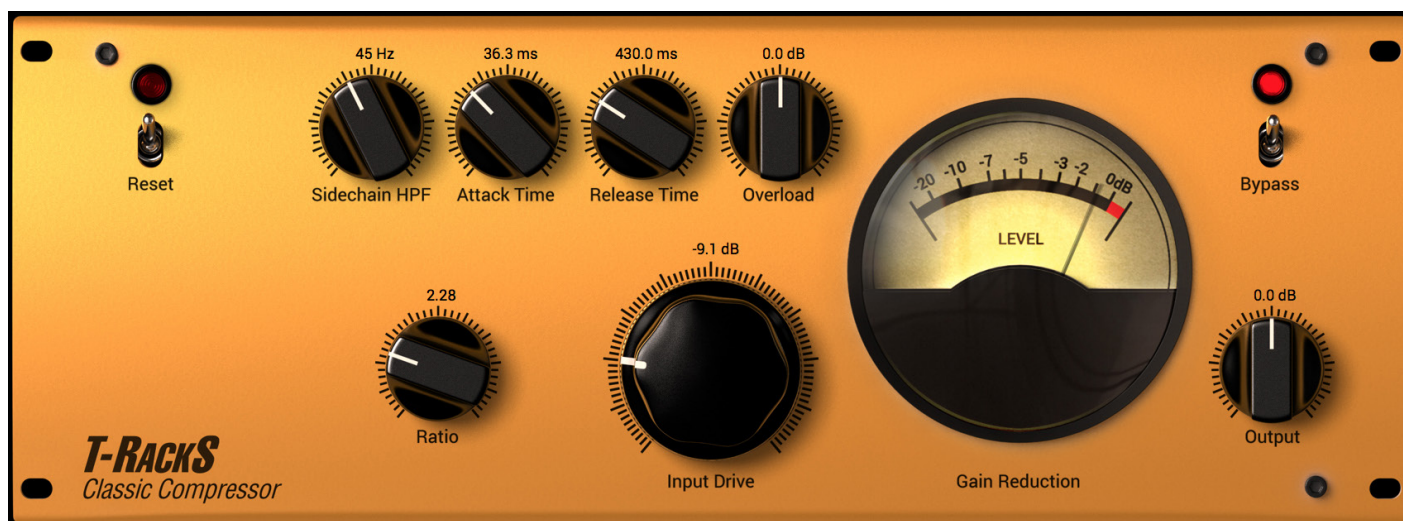 45 Hz
36.3 ms
430.0 ms
0.0 dB
Reset
Sidechain HPF
Attack Time
Release Time
Overload
-20 -10 -7 -5 -3 -2 0dB
LEVEL
Bypass
-9.1 dB
2.28
0.0 dB
Ratio
Output
T-RACKS
Classic Compressor
Input Drive
Gain Reduction